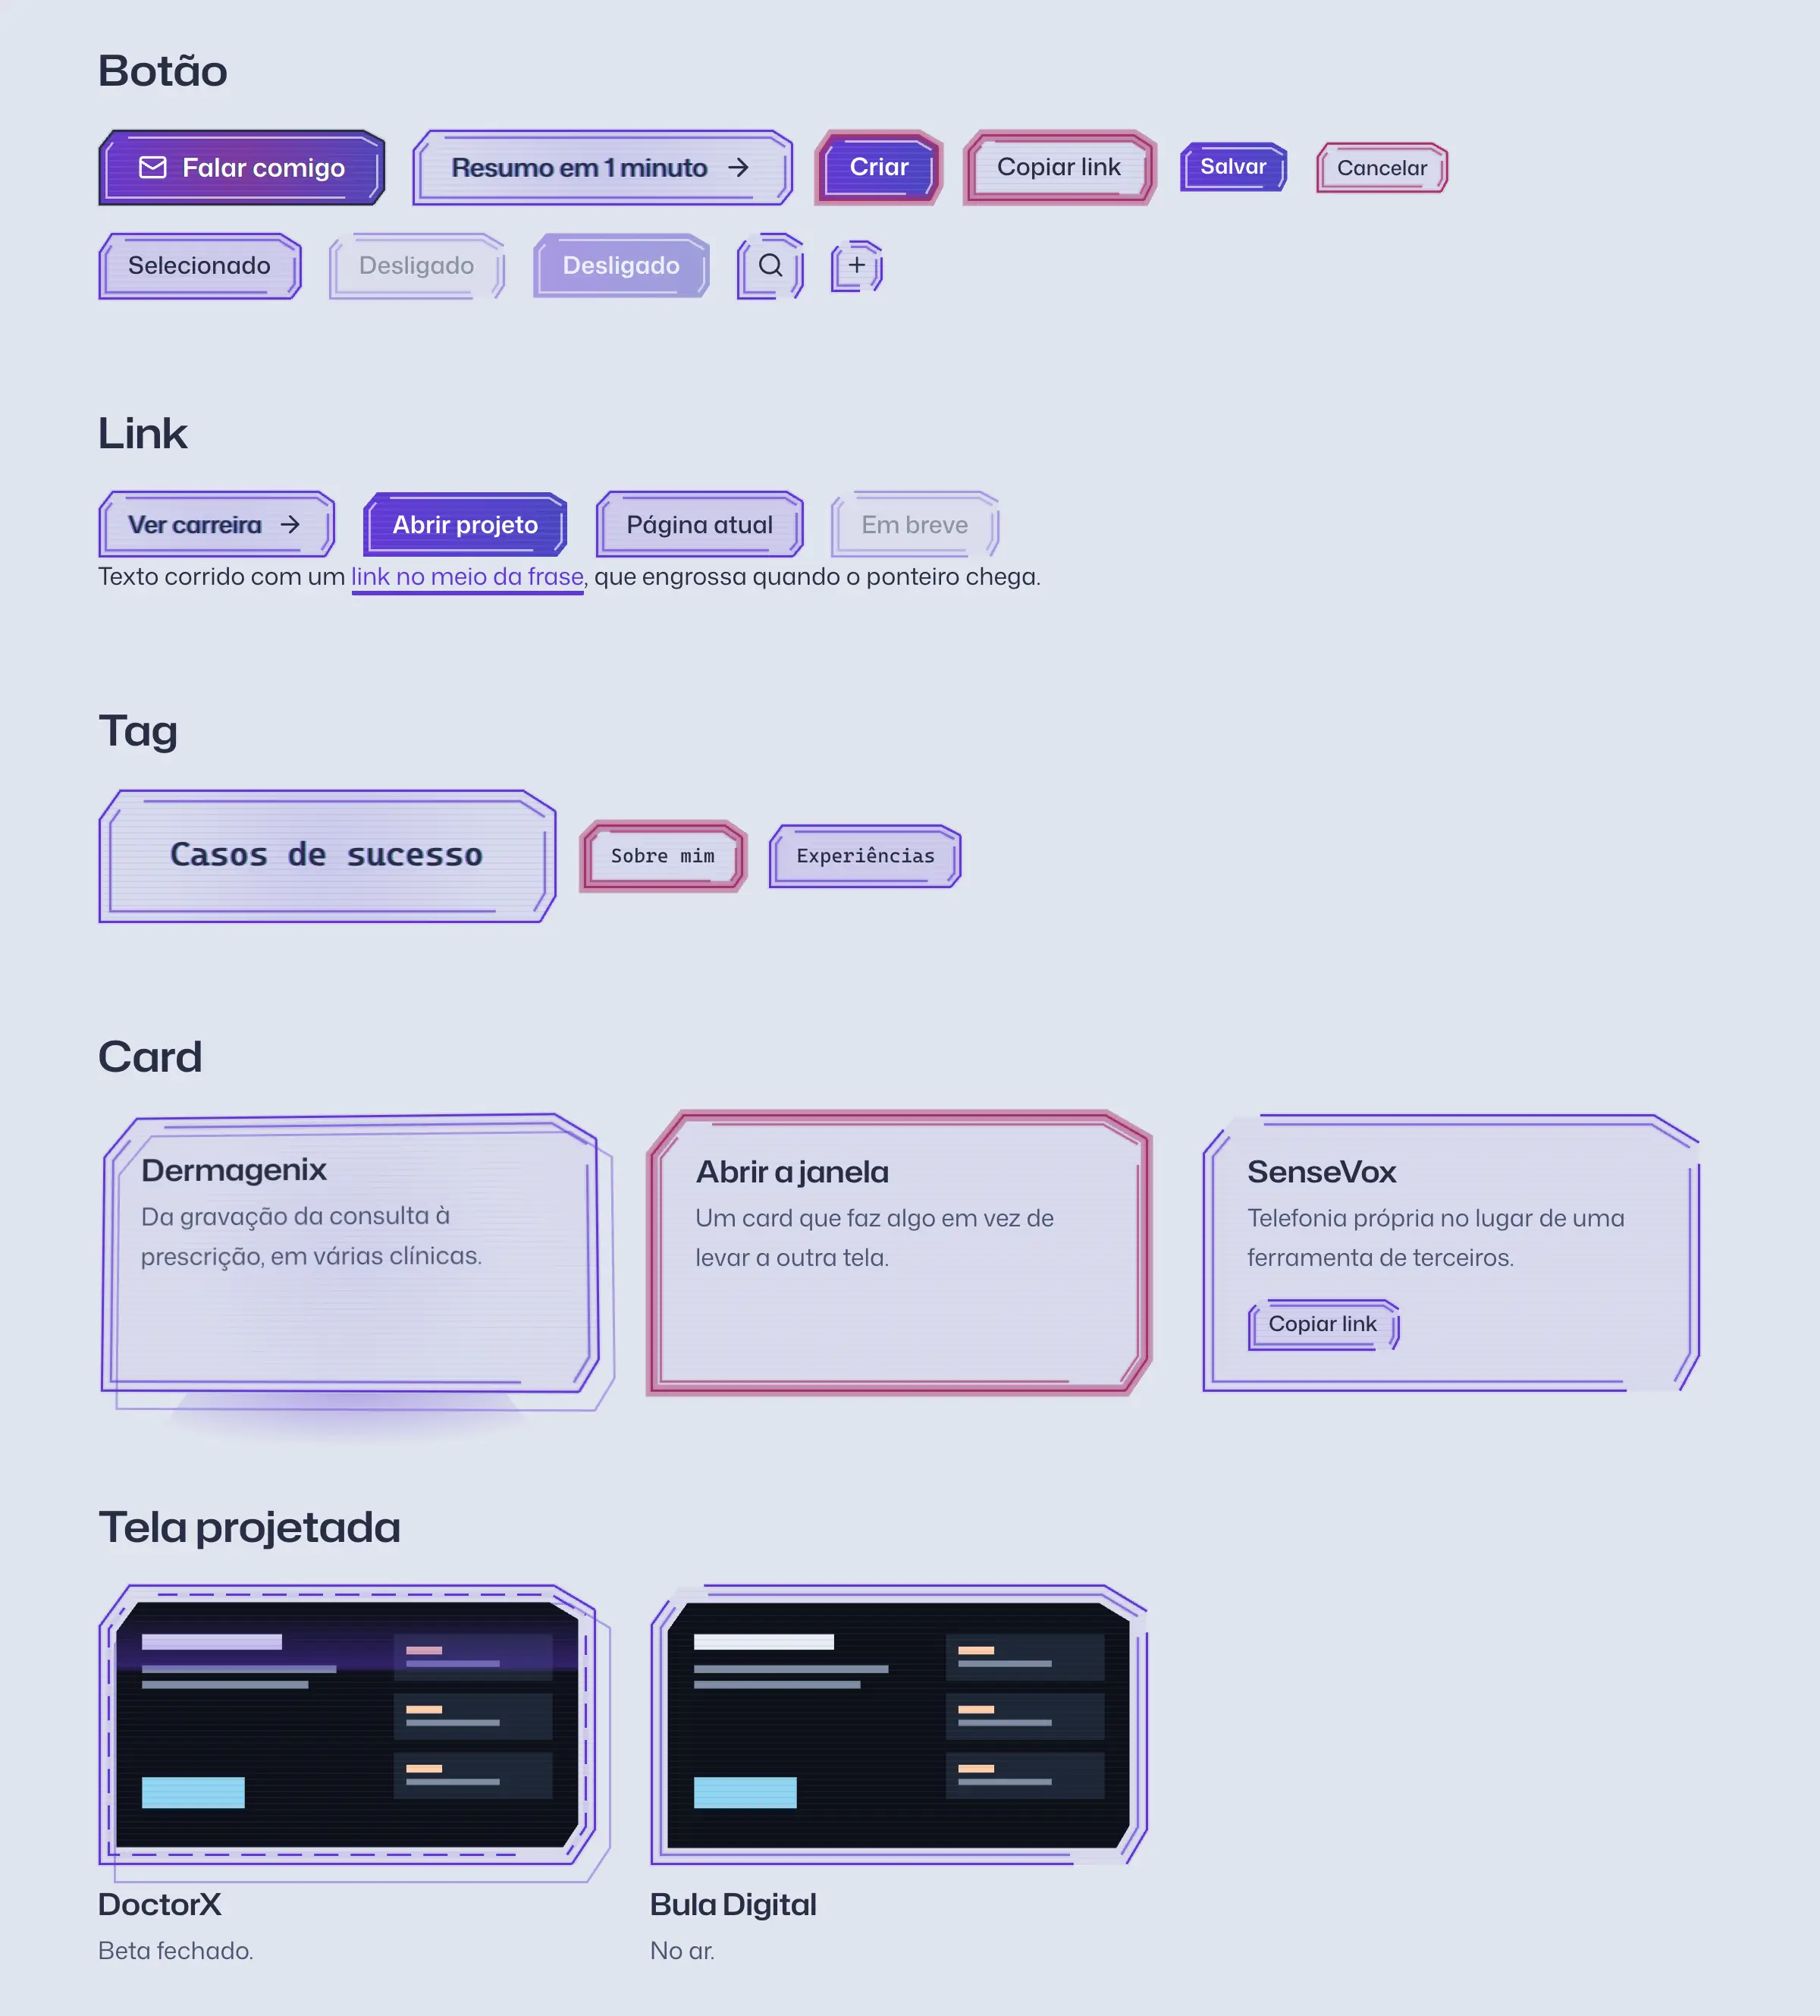 Botão
Falar comigo
Resumo em 1 minuto
Criar
Copiar link
Salvar
Cancelar
Selecionado
Desligado
Desligado
Link
Ver carreira
Abrir projeto
Página atual
Em breve
Texto corrido com um link no meio da frase, que engrossa quando o ponteiro chega.
Tag
Casos de sucesso
Sobre mim
Experiências
Card
Dermagenix
Da gravação da consulta à
prescrição, em várias clínicas.
Abrir a janela
Um card que faz algo em vez de
levar a outra tela.
SenseVox
Telefonia própria no lugar de uma
ferramenta de terceiros.
Copiar link
Tela projetada
DoctorX
Beta fechado.
Bula Digital
No ar.